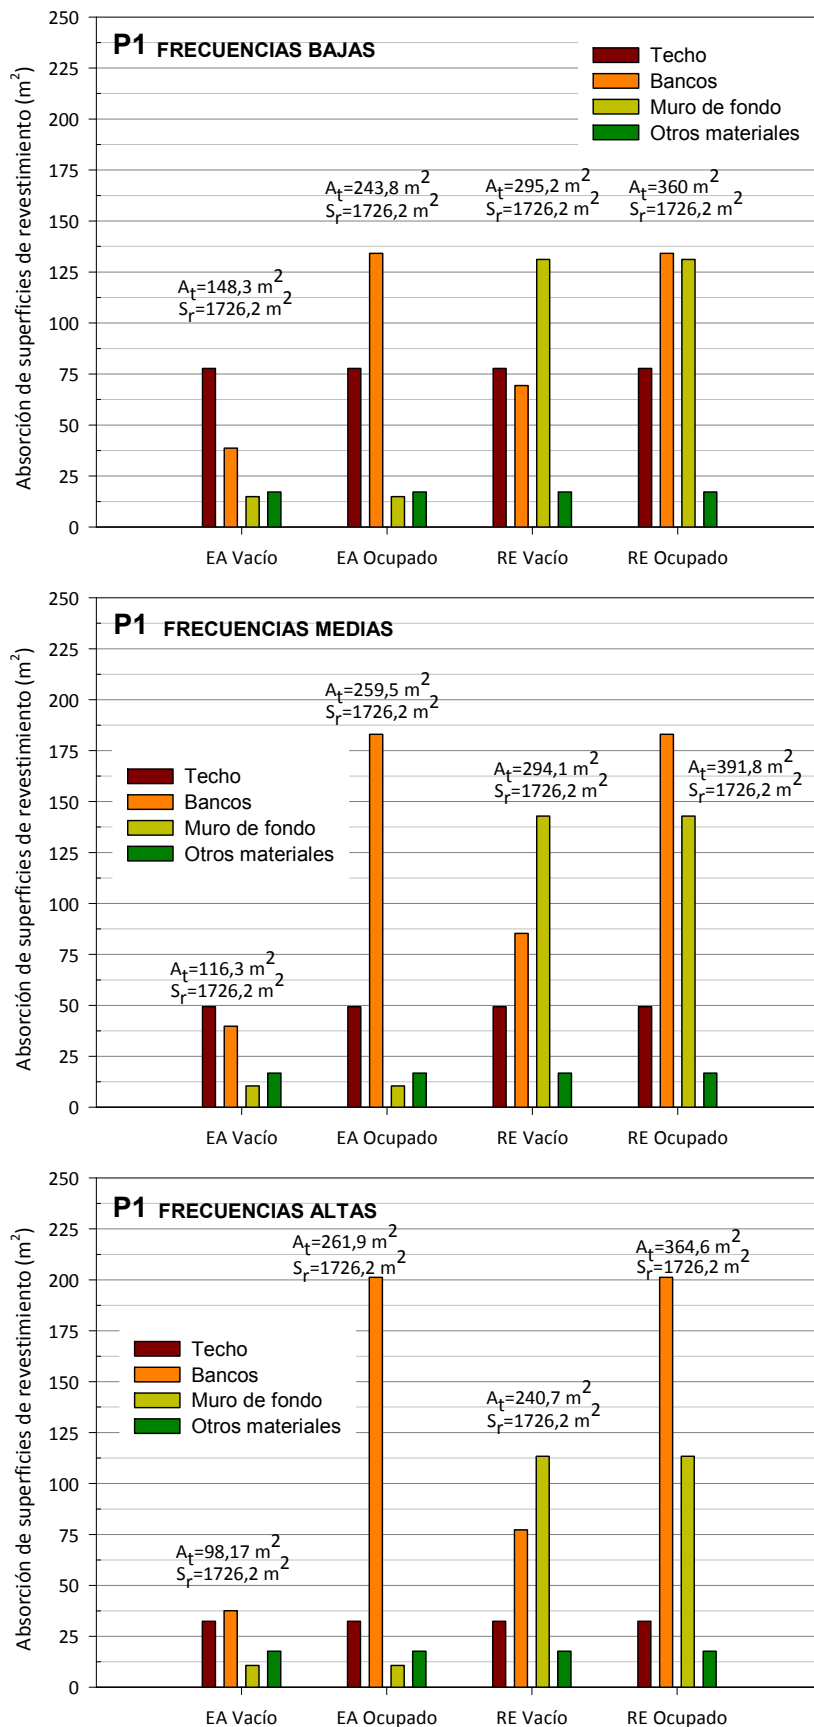 P1 FRECUENCIAS BAJAS
Absorción de superficies de revestimiento (m²)
250
225
200
175
150
125
100
75
50
25
0
Techo
Bancos
Muro de fondo
Otros materiales
At=148,3 m²
Sr=1726,2 m²
At=243,8 m²
Sr=1726,2 m²
At=295,2 m²
Sr=1726,2 m²
At=360 m²
Sr=1726,2 m²
EA Vacío EA Ocupado RE Vacío RE Ocupado
P1 FRECUENCIAS MEDIAS
Absorción de superficies de revestimiento (m²)
250
225
200
175
150
125
100
75
50
25
0
Techo
Bancos
Muro de fondo
Otros materiales
At=116,3 m²
Sr=1726,2 m²
At=259,5 m²
Sr=1726,2 m²
At=294,1 m²
Sr=1726,2 m²
At=391,8 m²
Sr=1726,2 m²
EA Vacío EA Ocupado RE Vacío RE Ocupado
P1 FRECUENCIAS ALTAS
Absorción de superficies de revestimiento (m²)
250
225
200
175
150
125
100
75
50
25
0
Techo
Bancos
Muro de fondo
Otros materiales
At=98,17 m²
Sr=1726,2 m²
At=261,9 m²
Sr=1726,2 m²
At=240,7 m²
Sr=1726,2 m²
At=364,6 m²
Sr=1726,2 m²
EA Vacío EA Ocupado RE Vacío RE Ocupado